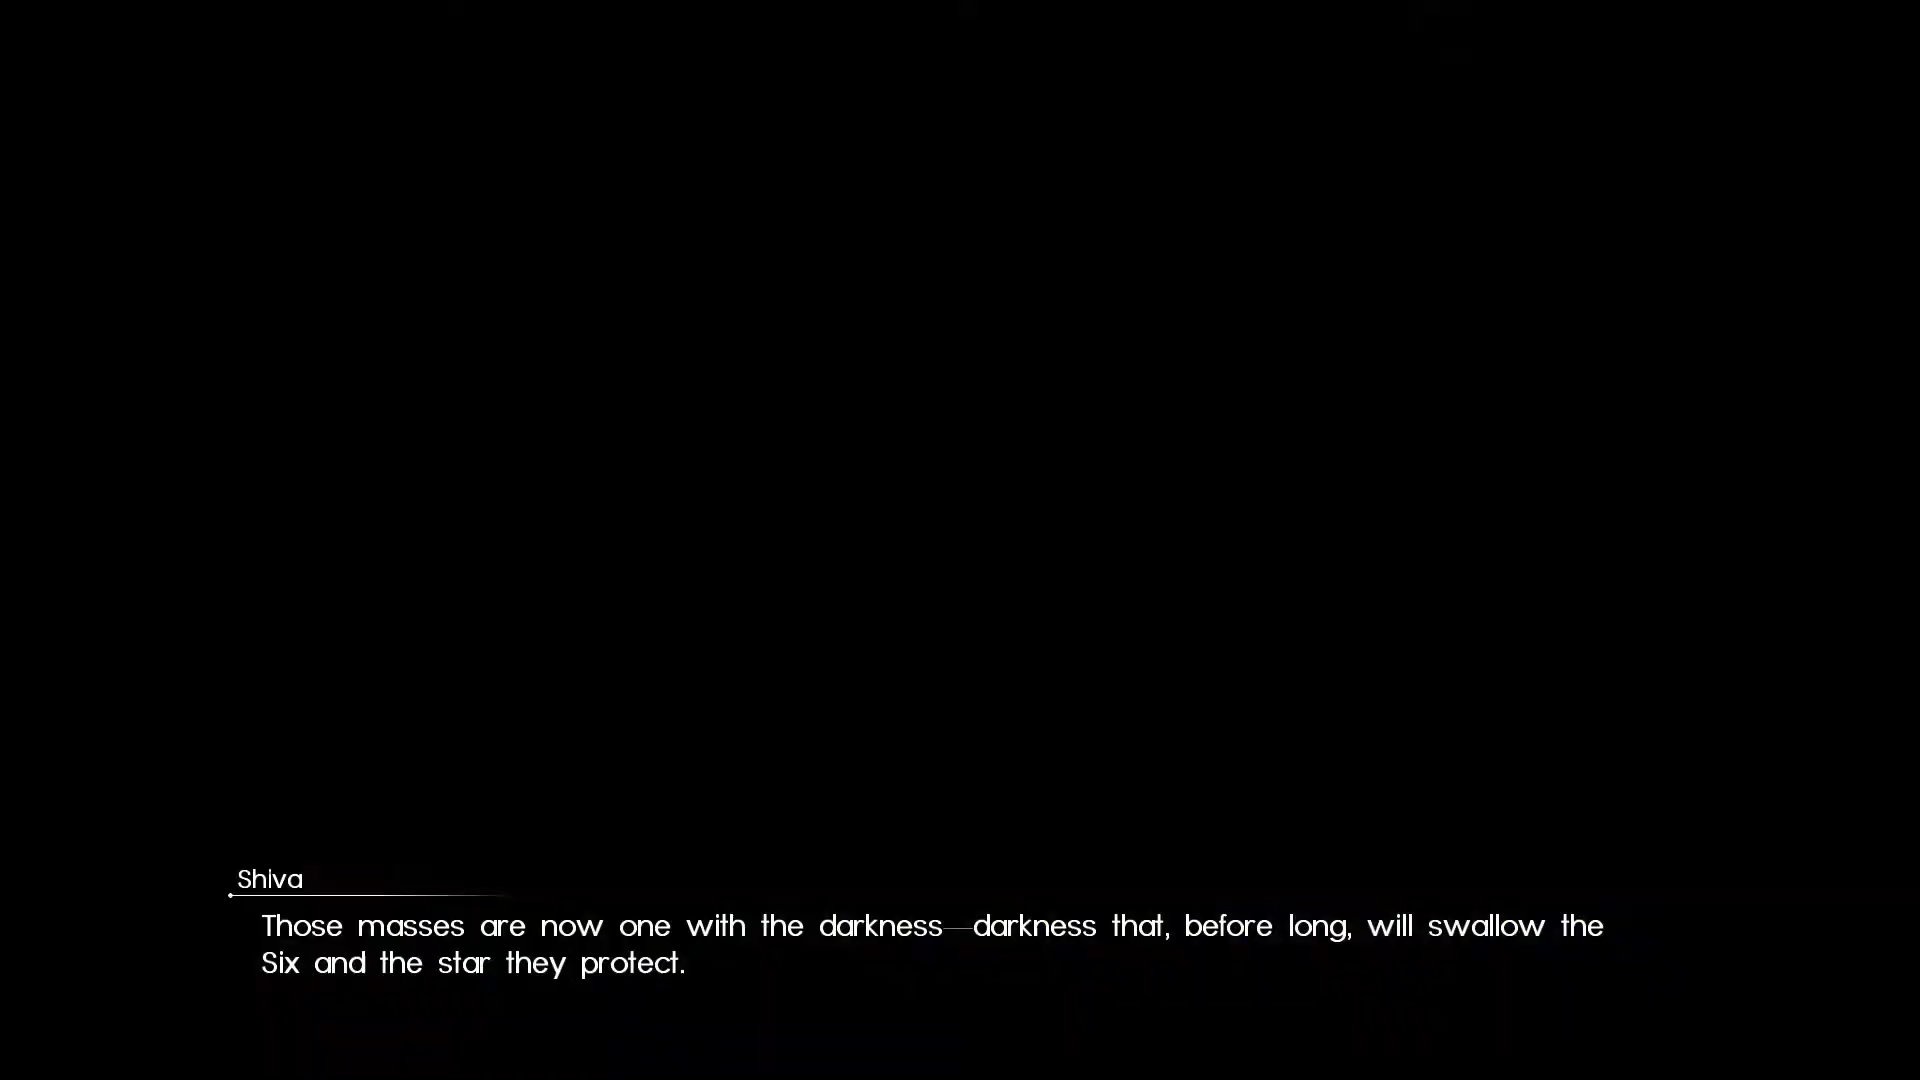 Shiva
Those masses are now one with the darkness—darkness that, before long, will swallow the
Six and the star they protect.